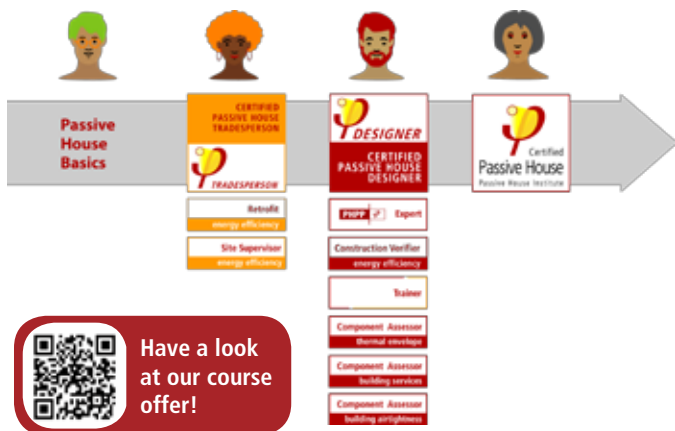 Passive
House
Basics
CERTIFIED
PASSIVE HOUSE
TRADESPERSON
TRADESPERSON
Retrofit
energy efficiency
Site Supervisor
energy efficiency
DESIGNER
CERTIFIED
PASSIVE HOUSE
DESIGNER
PHPP Expert
Construction Verifier
energy efficiency
Trainer
Component Assessor
thermal envelope
Component Assessor
building services
Component Assessor
building airtightness
Certified
Passive House
Passive House Institute
Have a look
at our course
offer!